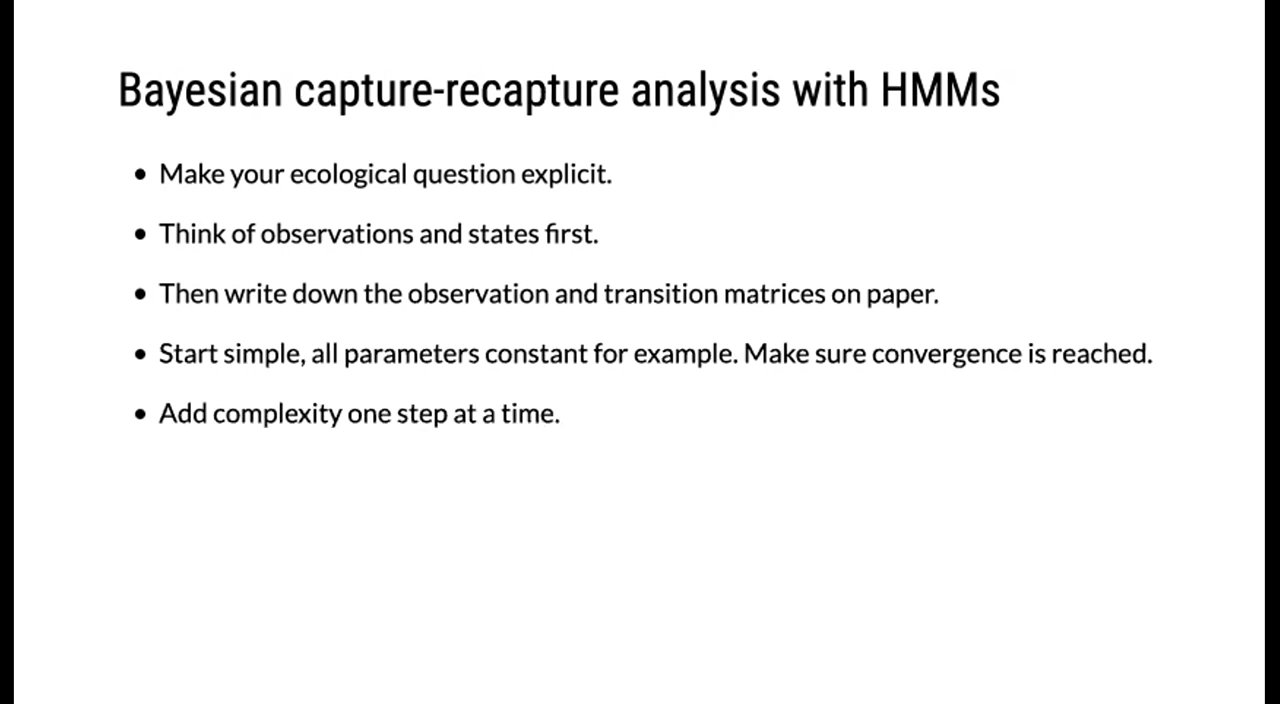 Bayesian capture-recapture analysis with HMMs
• Make your ecological question explicit.
• Think of observations and states first.
• Then write down the observation and transition matrices on paper.
• Start simple, all parameters constant for example. Make sure convergence is reached.
• Add complexity one step at a time.